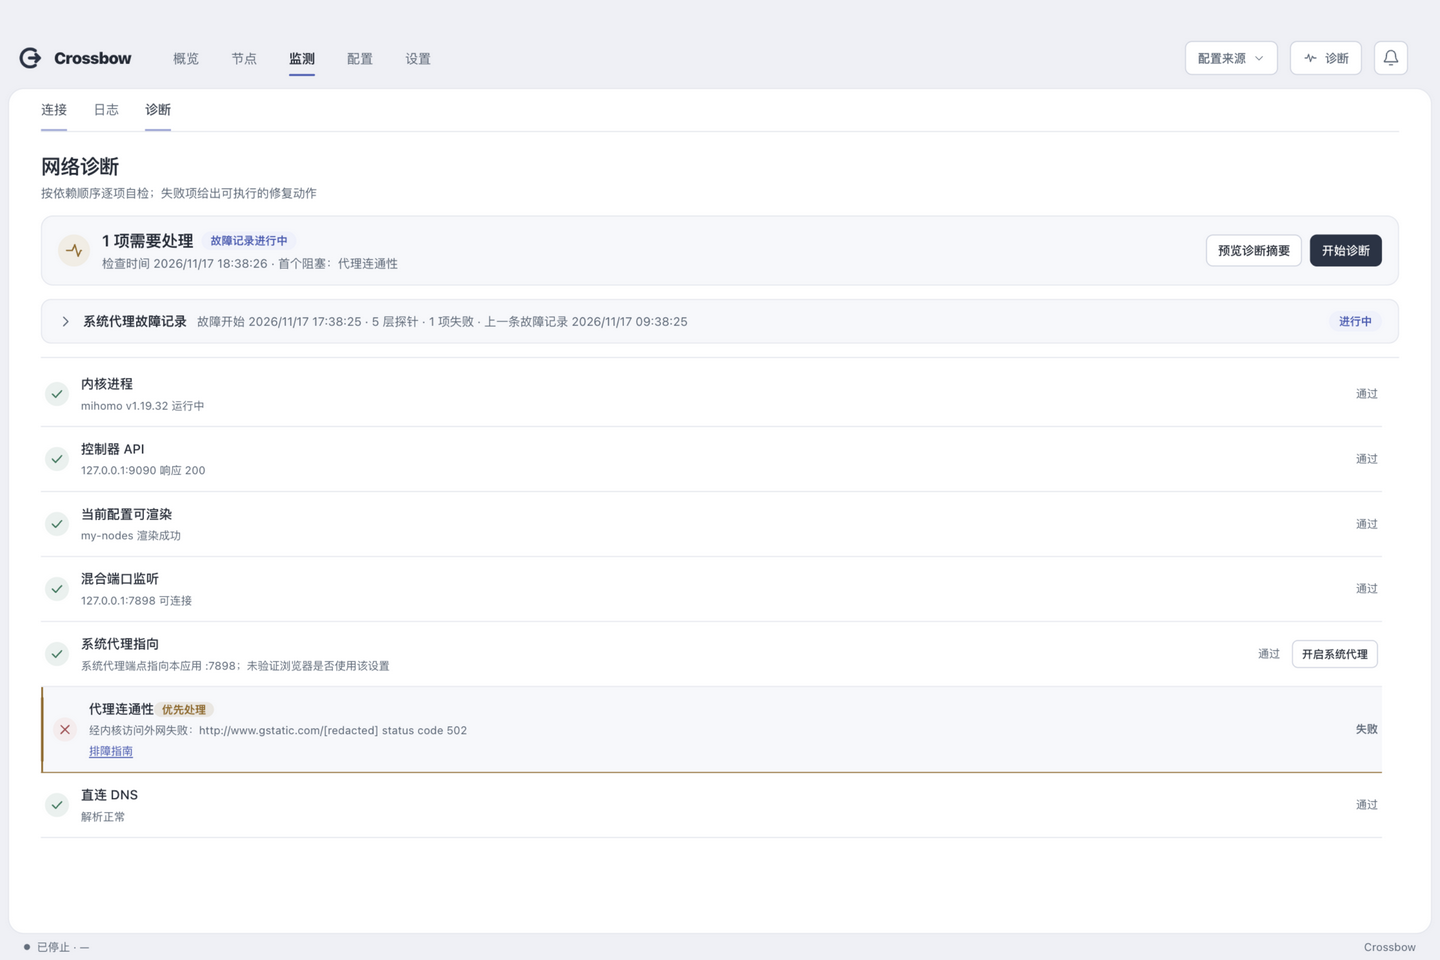 Crossbow
概览
节点
监测
配置
设置
配置来源
诊断
连接
日志
诊断
网络诊断
按依赖顺序逐项自检；失败项给出可执行的修复动作
1 项需要处理 故障记录进行中
检查时间 2026/11/17 18:38:26 · 首个阻塞：代理连通性
预览诊断摘要
开始诊断
系统代理故障记录 故障开始 2026/11/17 17:38:25 · 5 层探针 · 1 项失败 · 上一条故障记录 2026/11/17 09:38:25
进行中
内核进程
mihomo v1.19.32 运行中
通过
控制器 API
127.0.0.1:9090 响应 200
通过
当前配置可渲染
my-nodes 渲染成功
通过
混合端口监听
127.0.0.1:7898 可连接
通过
系统代理指向
系统代理端点指向本应用 :7898；未验证浏览器是否使用该设置
通过
开启系统代理
代理连通性 优先处理
经内核访问外网失败：http://www.gstatic.com/[redacted] status code 502
排障指南
失败
直连 DNS
解析正常
通过
已停止 · —
Crossbow